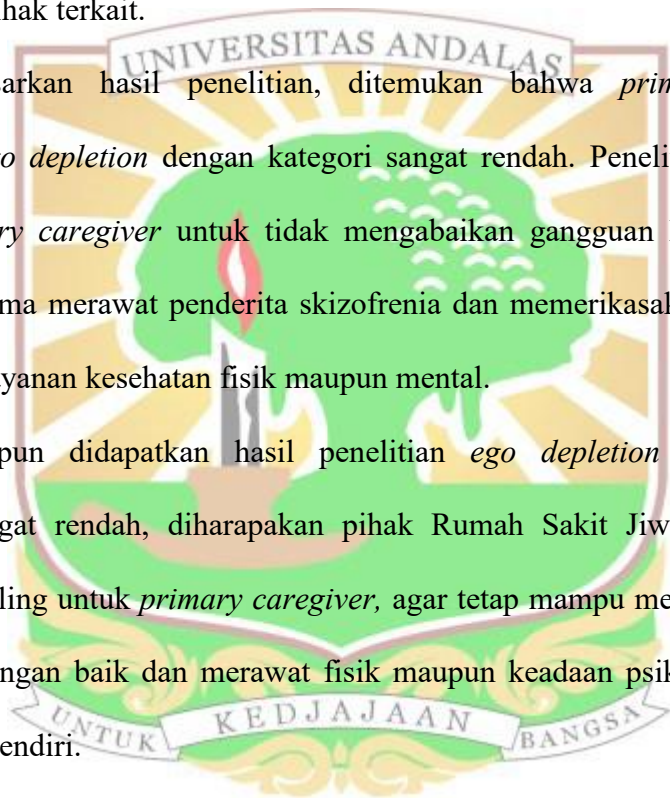 ihak terkait.
UNIVERSITAS ANDALAS
arkan hasil penelitian, ditemukan bahwa prim
o depletion dengan kategori sangat rendah. Peneli
ry caregiver untuk tidak mengabaikan gangguan
ma merawat penderita skizofrenia dan memerikasak
yanan kesehatan fisik maupun mental.
pun didapatkan hasil penelitian ego depletion
gat rendah, diharapakan pihak Rumah Sakit Jiw
ling untuk primary caregiver, agar tetap mampu me
ngan baik dan merawat fisik maupun keadaan psik
endiri.
UNTUK KEDJAJAAN BANGSA